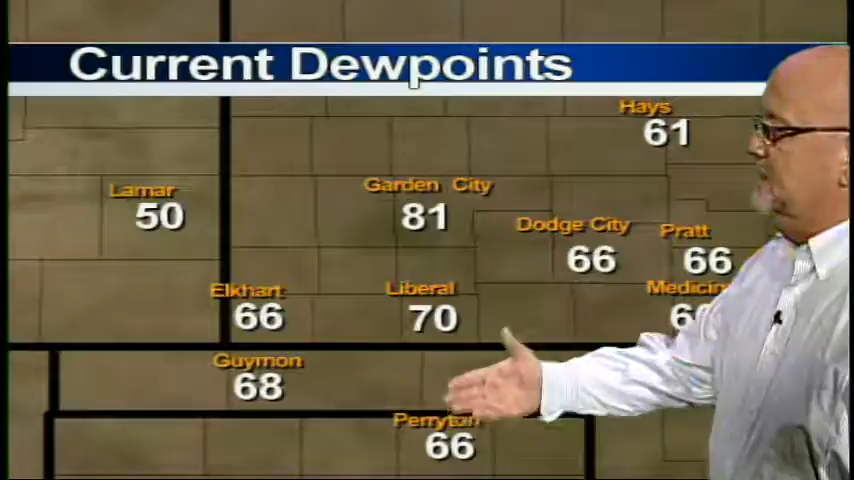 Current Dewpoints
Hays
61
Lamar
50
Garden City
81
Dodge City
66
Pratt
66
Elkhart
66
Liberal
70
Guymon
68
Perryton
66